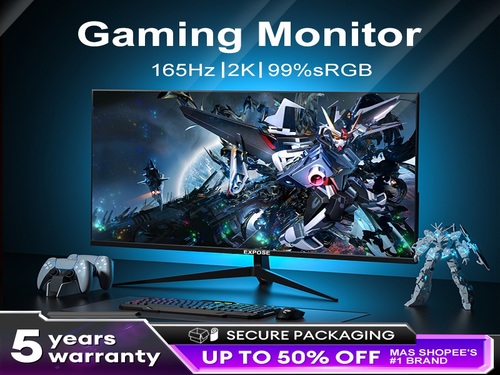 Gaming Monitor
165Hz |2K| 99%sRGB
EXPOSE
5 years
warranty
SECURE PACKAGING
UP TO 50% OFF
MAS SHOPEE'S
#1 BRAND